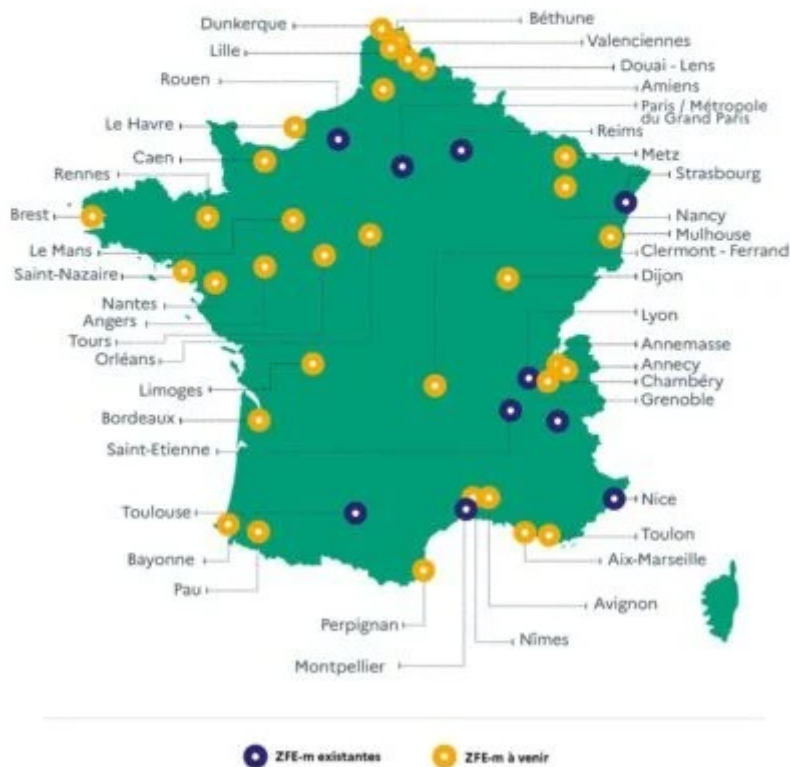 Dunkerque
Béthune
Lille
Valenciennes
Douai - Lens
Rouen
Amiens
Paris / Métropole
du Grand Paris
Le Havre
Reims
Caen
Metz
Rennes
Strasbourg
Brest
Nancy
Mulhouse
Le Mans
Clermont - Ferrand
Saint-Nazaire
Dijon
Nantes
Lyon
Angers
Tours
Annemasse
Orléans
Annecy
Chambéry
Limoges
Grenoble
Bordeaux
Saint-Etienne
Nice
Toulouse
Toulon
Bayonne
Aix-Marseille
Pau
Avignon
Perpignan
Nîmes
Montpellier
ZFE-m existantes
ZFE-m à venir